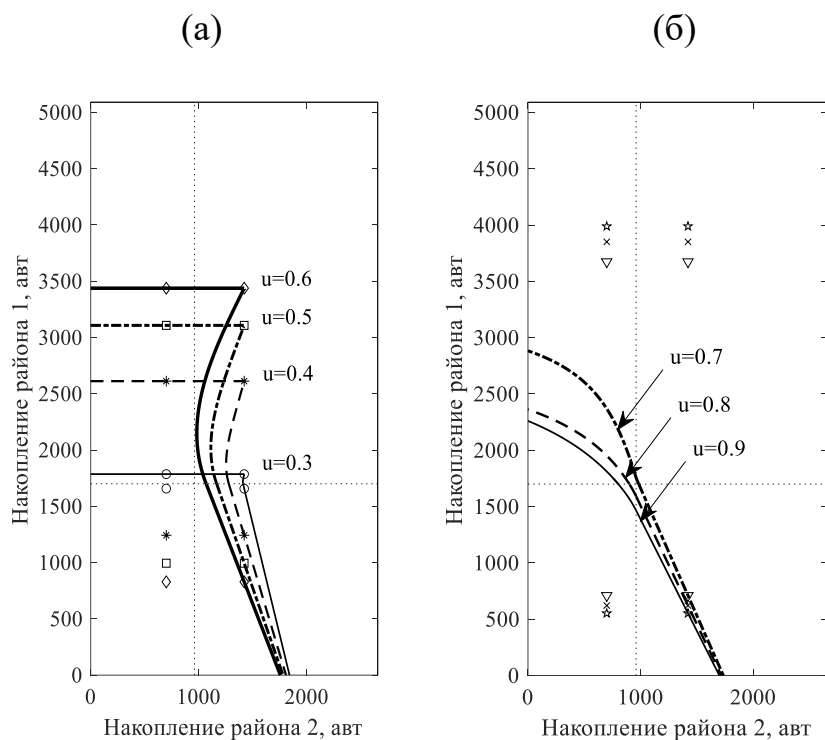 (а)
(б)
5000
4500
4000
3500
3000
2500
2000
1500
1000
500
0
0
1000
2000
Накопление района 1, авт
Накопление района 2, авт
u=0.6
u=0.5
u=0.4
u=0.3
5000
4500
4000
3500
3000
2500
2000
1500
1000
500
0
0
1000
2000
Накопление района 1, авт
Накопление района 2, авт
u=0.7
u=0.8
u=0.9